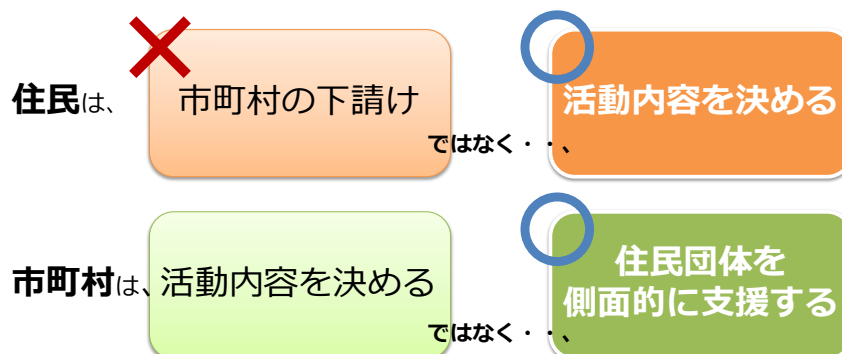 住民は、 市町村の下請け ではなく・・、 活動内容を決める
市町村は、 活動内容を決める ではなく・・、 住民団体を
側面的に支援する